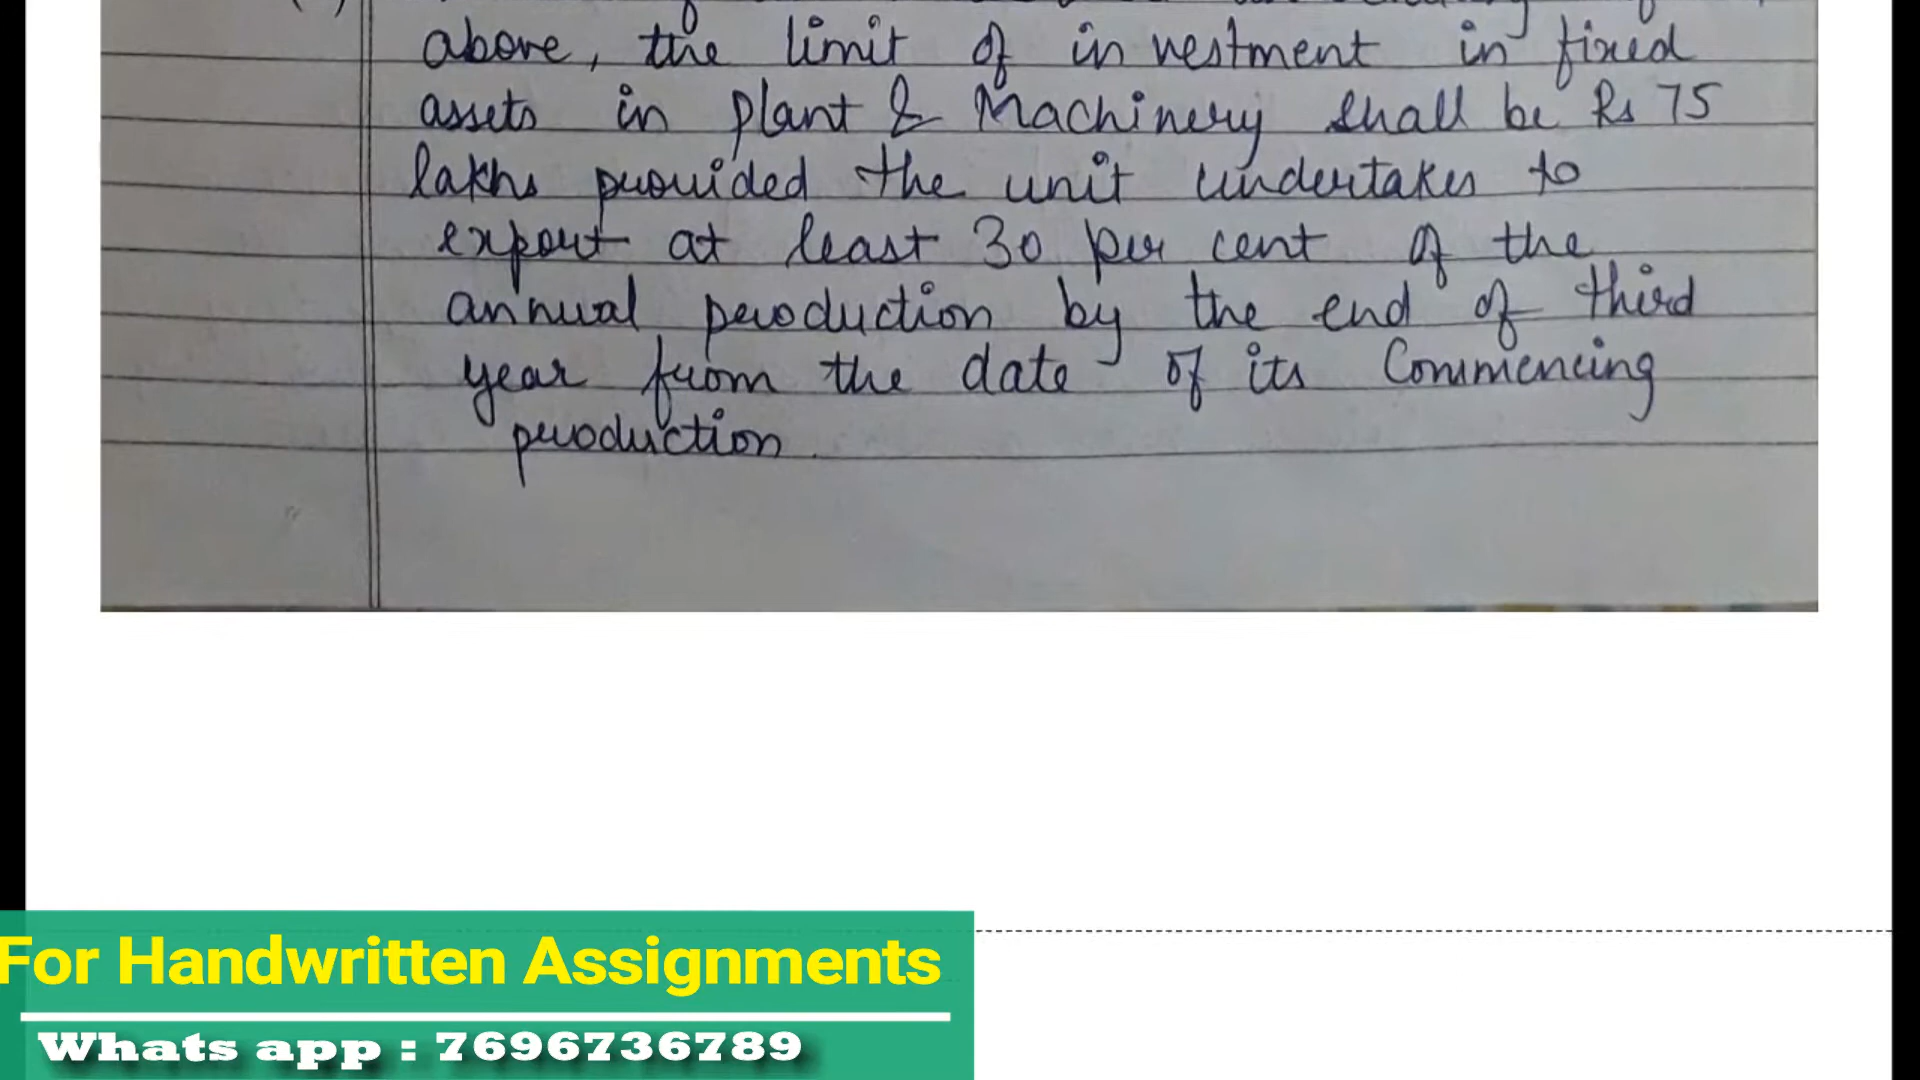 above, the limit of investment in fixed
assets in plant & Machinery shall be Rs 75
lakhs provided the unit undertakes to
export at least 30 per cent of the
annual production by the end of third
year from the date of its Commencing
production.
For Handwritten Assignments
Whats app : 7696736789